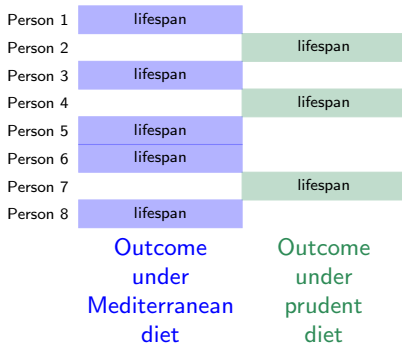 Person 1 lifespan
Person 2 lifespan
Person 3 lifespan
Person 4 lifespan
Person 5 lifespan
Person 6 lifespan
Person 7 lifespan
Person 8 lifespan
Outcome
under
Mediterranean
diet
Outcome
under
prudent
diet